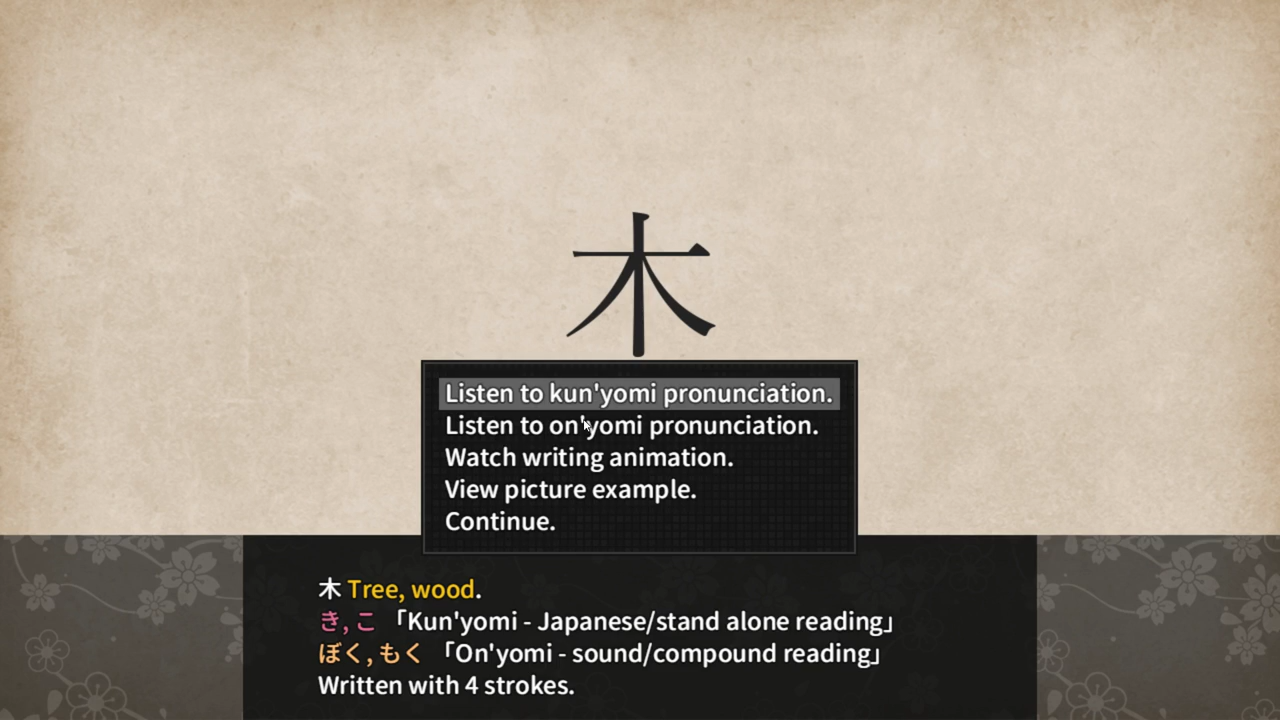 木
Listen to kun'yomi pronunciation.
Listen to on'yomi pronunciation.
Watch writing animation.
View picture example.
Continue.
木 Tree, wood.
き, こ 「Kun'yomi - Japanese/stand alone reading」
ぼく, もく 「On'yomi - sound/compound reading」
Written with 4 strokes.